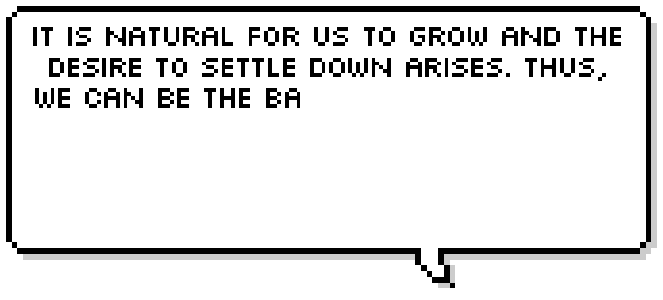 IT IS NATURAL FOR US TO GROW AND THE
DESIRE TO SETTLE DOWN ARISES. THUS,
WE CAN BE THE BA